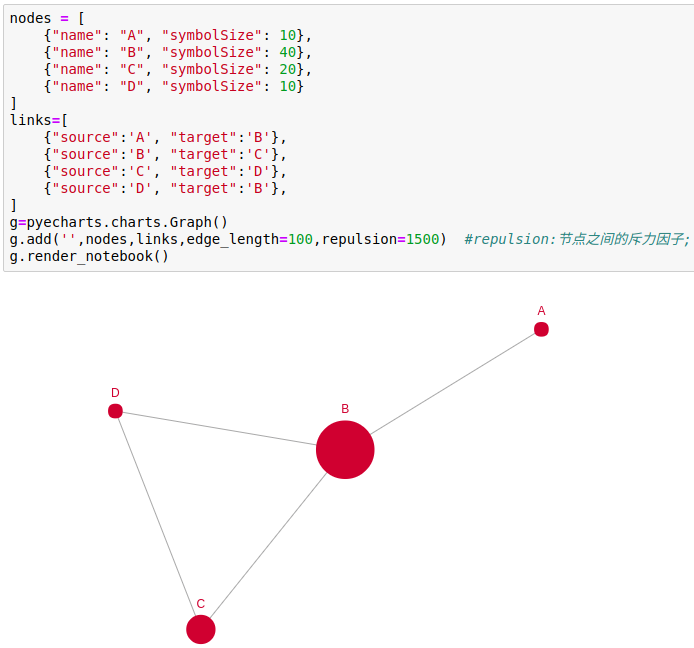 nodes = [
    {"name": "A", "symbolSize": 10},
    {"name": "B", "symbolSize": 40},
    {"name": "C", "symbolSize": 20},
    {"name": "D", "symbolSize": 10}
]
links=[
    {"source":'A', "target":'B'},
    {"source":'B', "target":'C'},
    {"source":'C', "target":'D'},
    {"source":'D', "target":'B'},
]
g=pyecharts.charts.Graph()
g.add('',nodes,links,edge_length=100,repulsion=1500)  #repulsion:节点之间的斥力因子;
g.render_notebook()
A
D
B
C